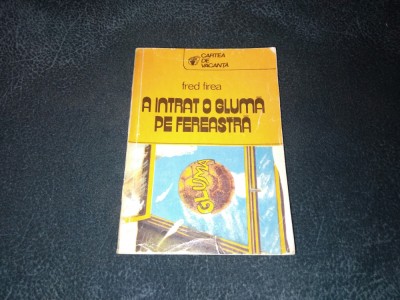 CARTEA
DE
VACANȚĂ
fred firea
A INTRAT O GLUMĂ
PE FEREASTRĂ
GLUMA